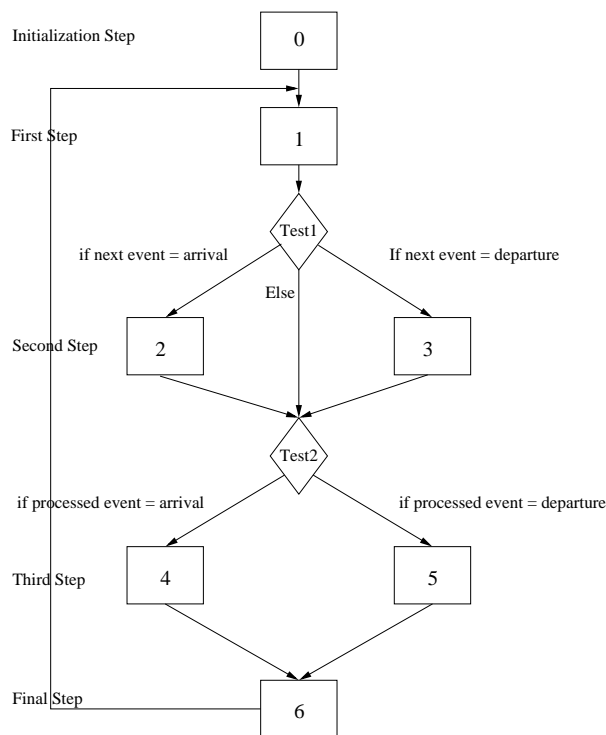 Initialization Step
0
First Step
1
Test1
if next event = arrival
If next event = departure
Else
Second Step
2
3
Test2
if processed event = arrival
if processed event = departure
Third Step
4
5
Final Step
6